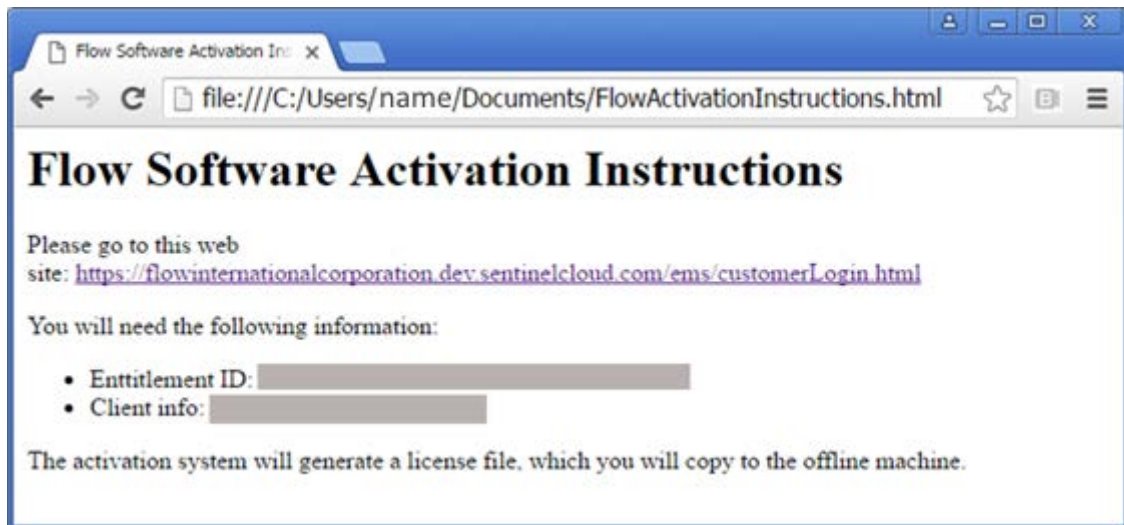 Flow Software Activation In
file:///C:/Users/name/Documents/FlowActivationInstructions.html
Flow Software Activation Instructions
Please go to this web
site: https://flowinternationalcorporation.dev.sentinelcloud.com/ems/customerLogin.html
You will need the following information:
• Enttitlement ID:
• Client info:
The activation system will generate a license file, which you will copy to the offline machine.